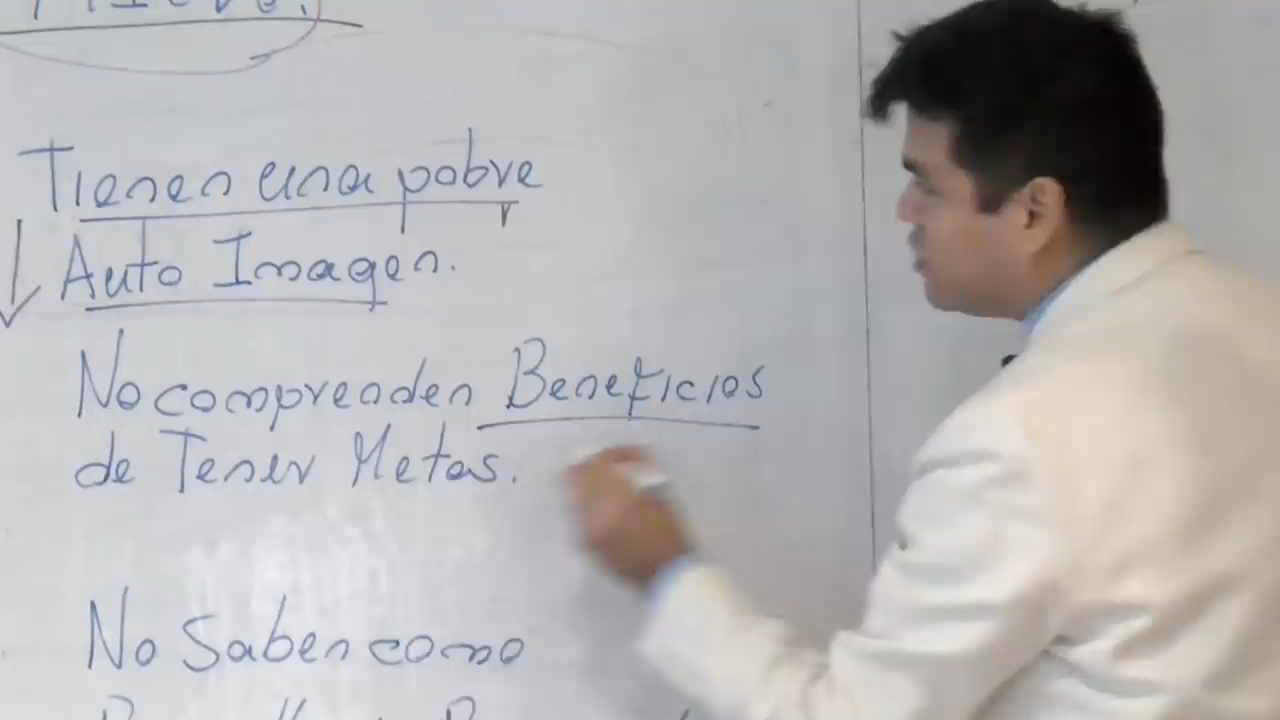 Tienen una pobre
Auto Imagen.
No comprenden Beneficios
de Tener Metas.
No Saben como